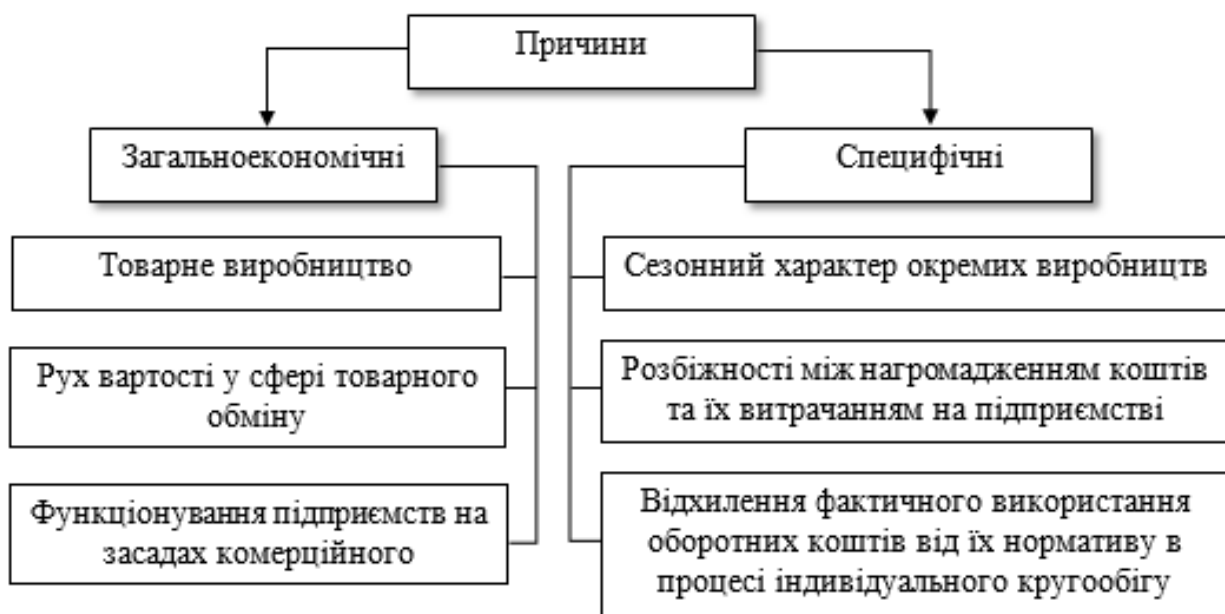 Причини
Загальноекономічні
Специфічні
Товарне виробництво
Рух вартості у сфері товарного
обміну
Функціонування підприємств на
засадах комерційного
Сезонний характер окремих виробництв
Розбіжності між нагромадженням коштів
та їх витрачанням на підприємстві
Відхилення фактичного використання
оборотних коштів від їх нормативу в
процесі індивідуального кругообігу